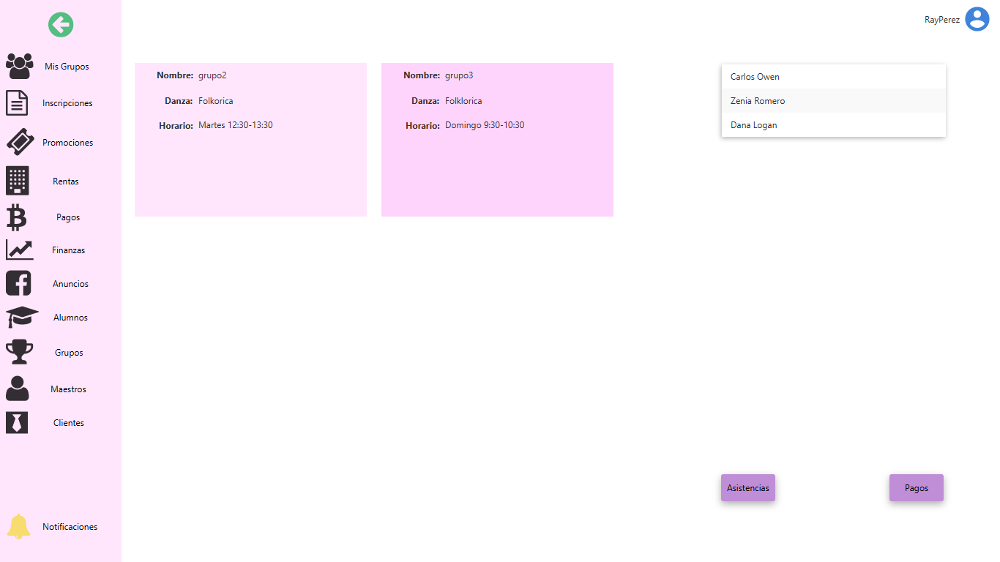 RayPerez
Mis Grupos
Inscripciones
Promociones
Rentas
Pagos
Finanzas
Anuncios
Alumnos
Grupos
Maestros
Clientes
Notificaciones
Nombre: grupo2
Danza: Folkorica
Horario: Martes 12:30-13:30
Nombre: grupo3
Danza: Folklorica
Horario: Domingo 9:30-10:30
Carlos Owen
Zenia Romero
Dana Logan
Asistencias
Pagos